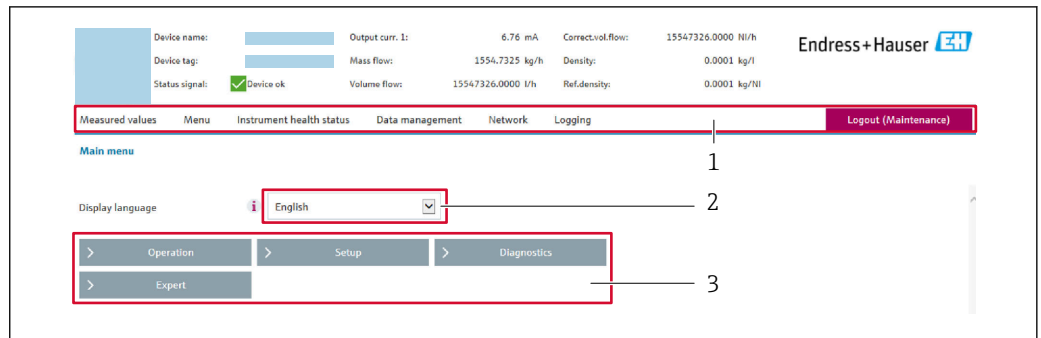 Device name: Output curr. 1: 6.76 mA Correct.vol.flow: 15547326.0000 Nl/h
Device tag: Mass flow: 1554.7325 kg/h Density: 0.0001 kg/l
Status signal: Device ok Volume flow: 15547326.0000 l/h Ref.density: 0.0001 kg/Nl
Endress+Hauser EH
Measured values Menu Instrument health status Data management Network Logging Logout (Maintenance)
1
Main menu
Display language i English 2
> Operation > Setup > Diagnostics
> Expert 3